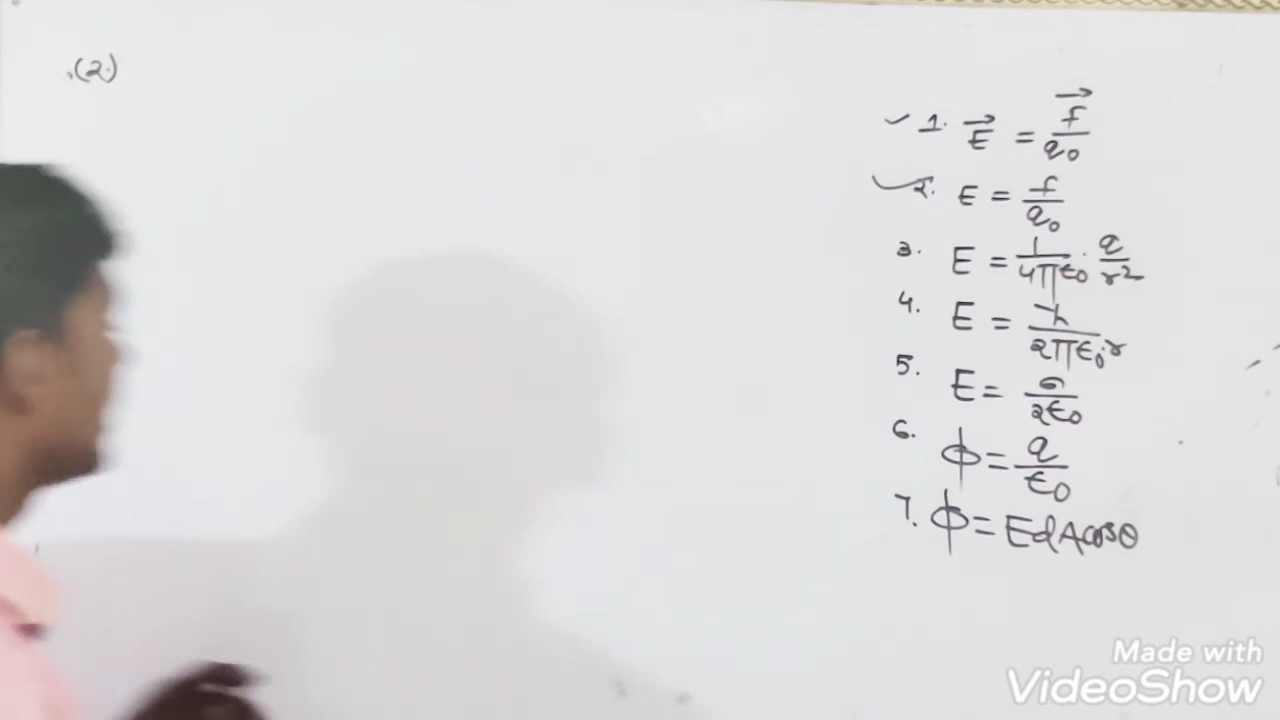 (2)
1. E⃗ = f⃗/q₀
2. E = f/q₀
3. E = 1/4πε₀ · q/r²
4. E = λ/2πε₀r
5. E = σ/2ε₀
6. ϕ = q/ε₀
7. ϕ = EdAcosθ
Made with
VideoShow